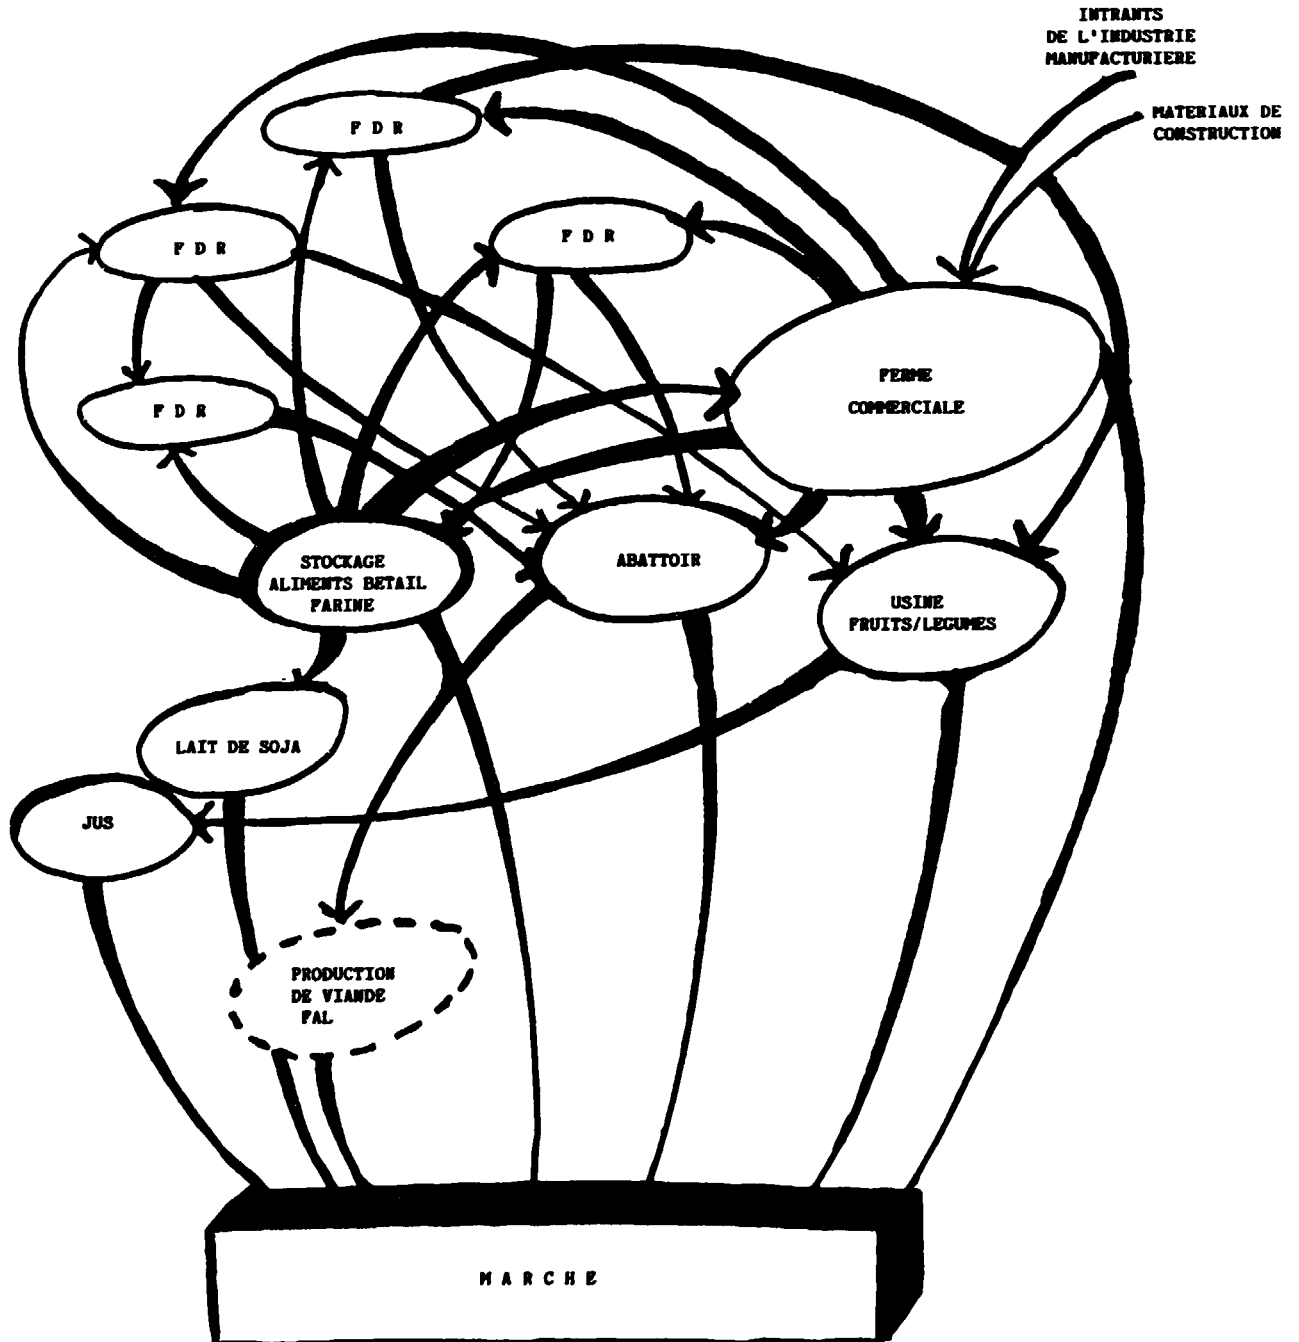 INTRANTS
DE L'INDUSTRIE
MANUFACTURIERE
MATERIAUX DE
CONSTRUCTION
F D R
F D R
F D R
F D R
FERME
COMMERCIALE
STOCKAGE
ALIMENTS BETAIL
FARINE
ABATTOIR
USINE
FRUITS/LEGUMES
LAIT DE SOJA
JUS
PRODUCTION
DE VIANDE
FAL
M A R C H E